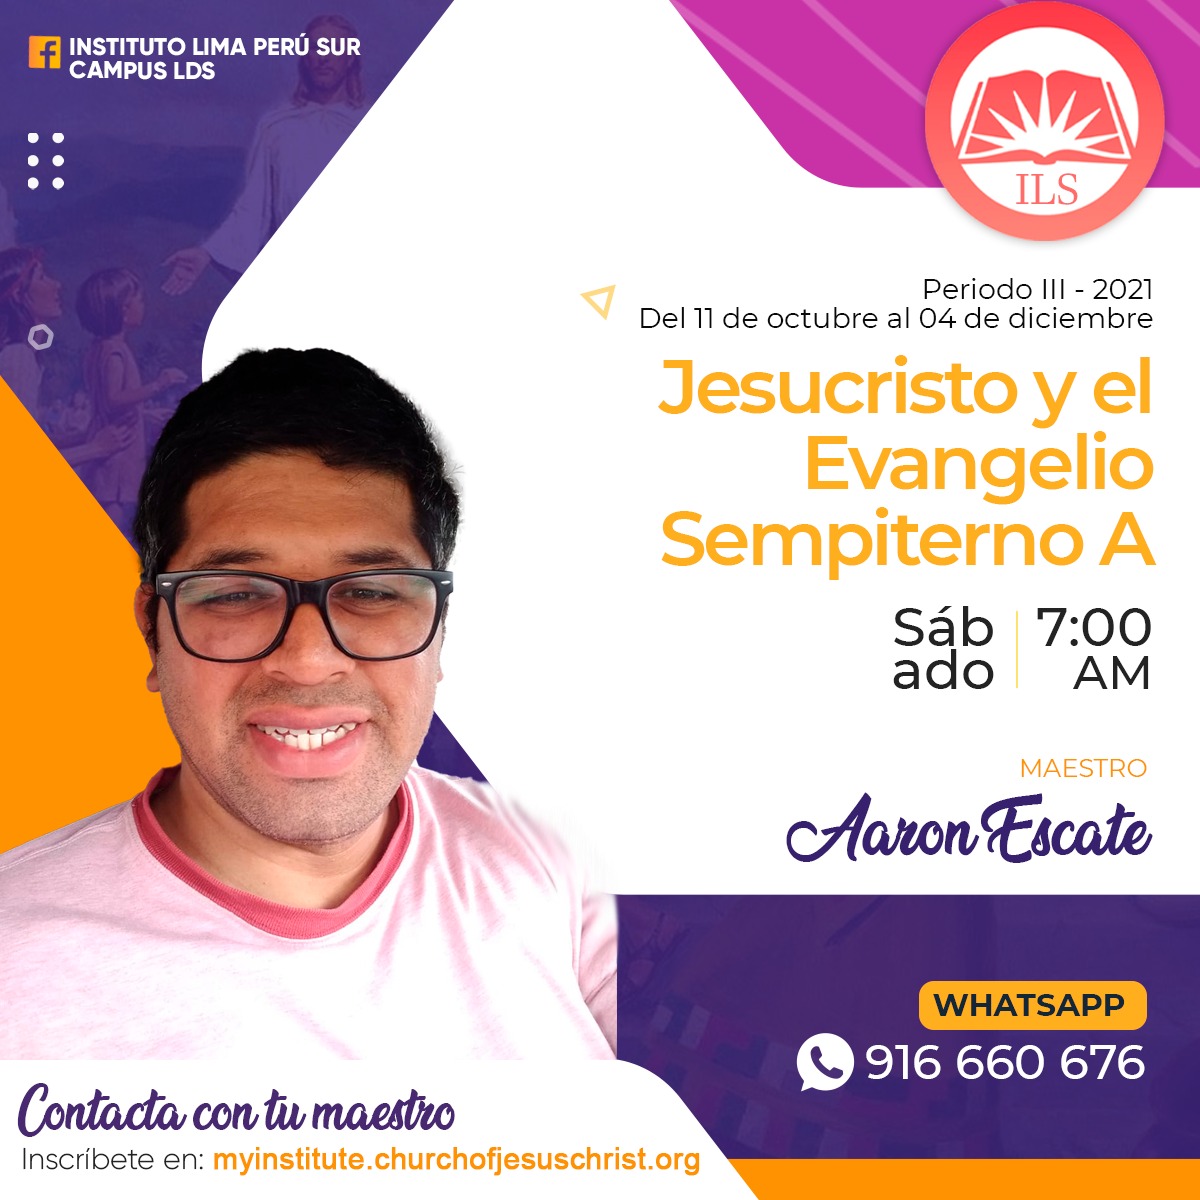 INSTITUTO LIMA PERÚ SUR
CAMPUS LDS
ILS
Periodo III - 2021
Del 11 de octubre al 04 de diciembre
Jesucristo y el
Evangelio
Sempiterno A
Sáb
ado
7:00
AM
MAESTRO
Aaron Escate
WHATSAPP
916 660 676
Contacta con tu maestro
Inscríbete en: myinstitute.churchofjesuschrist.org